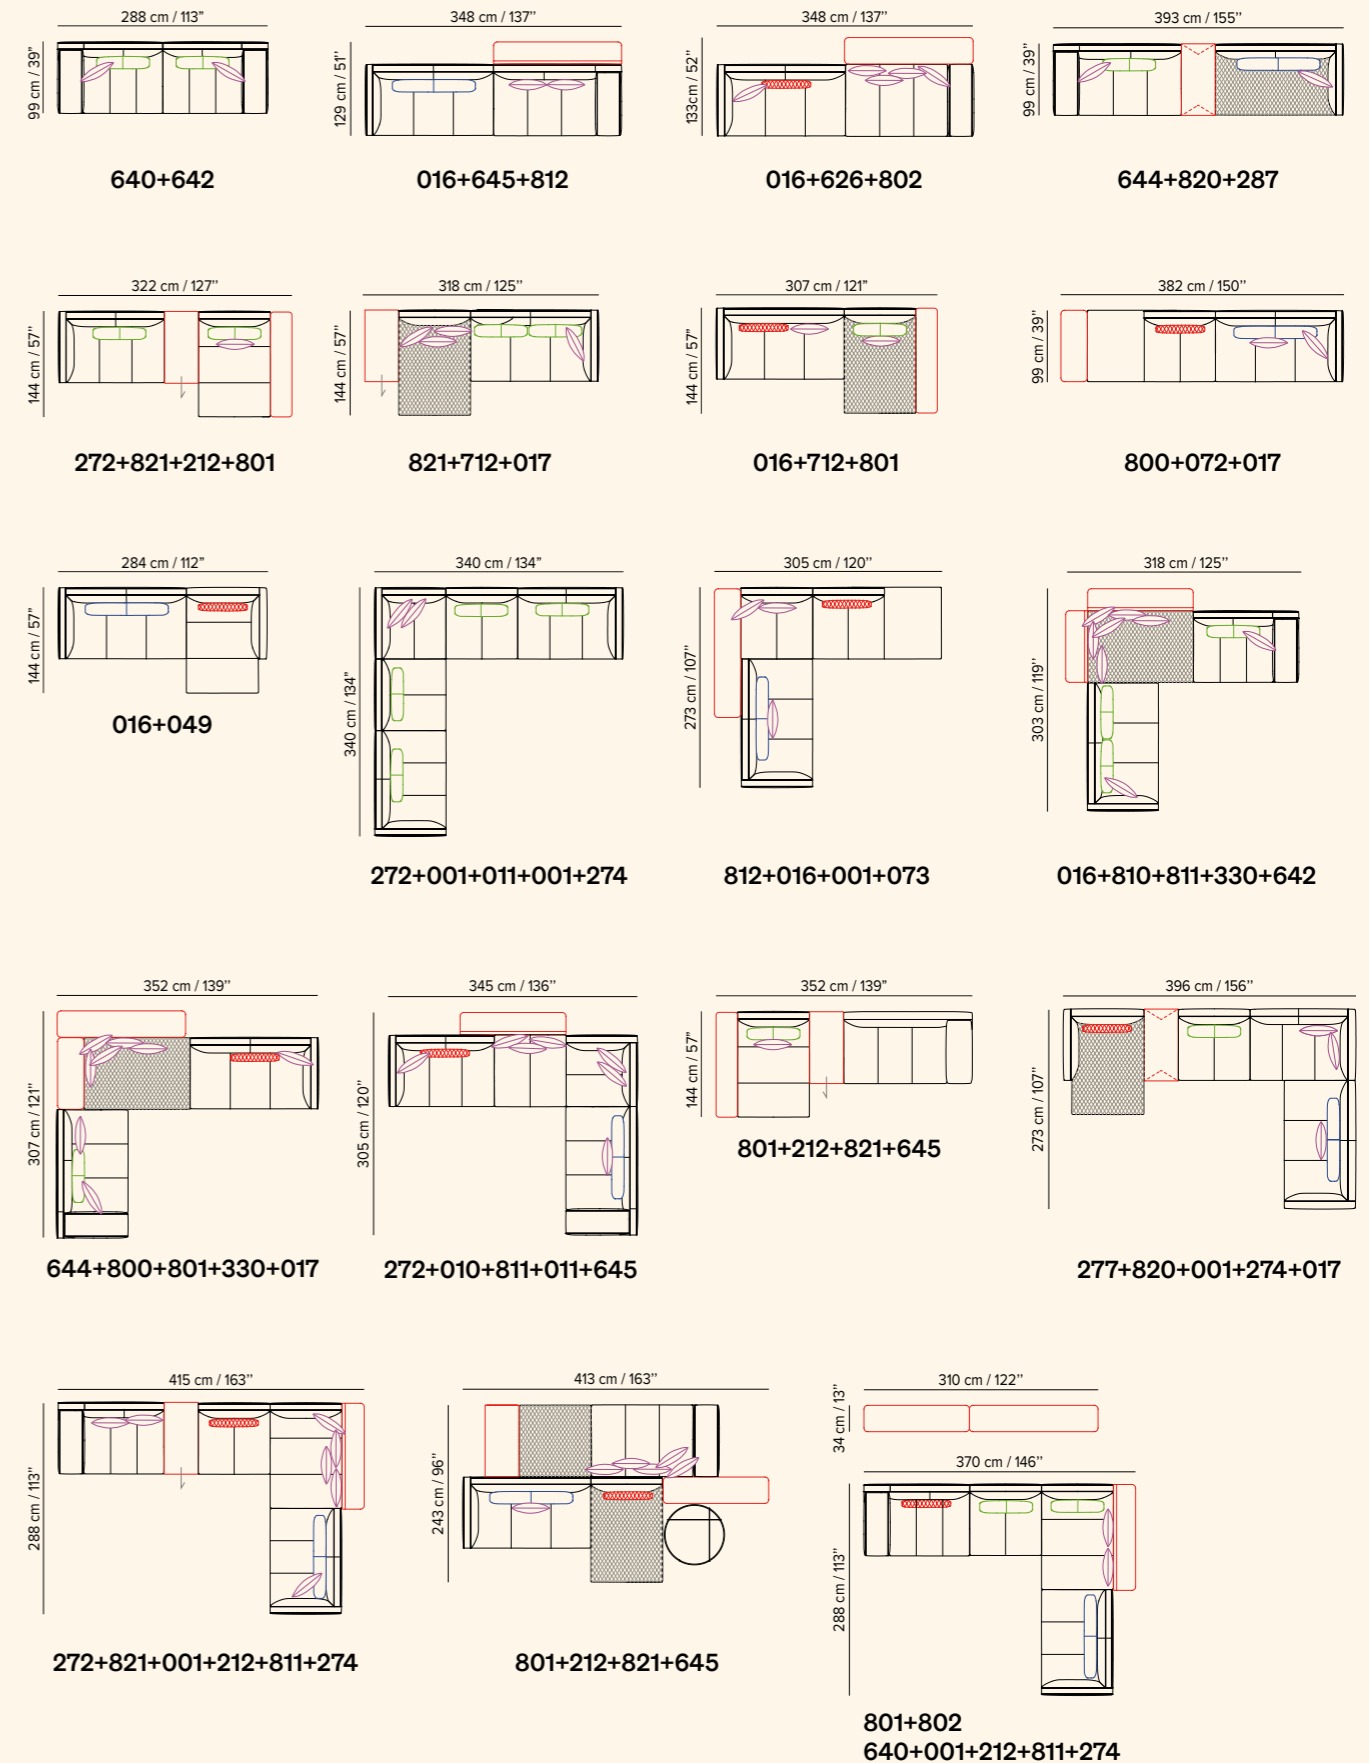 288 cm / 113”
99 cm / 39”
640+642
348 cm / 137’’
129 cm / 51’’
016+645+812
348 cm / 137’’
133cm / 52’’
016+626+802
393 cm / 155’’
99 cm / 39’’
644+820+287
322 cm / 127’’
144 cm / 57’’
272+821+212+801
318 cm / 125’’
144 cm / 57’’
821+712+017
307 cm / 121’’
144 cm / 57’’
016+712+801
382 cm / 150’’
99 cm / 39’’
800+072+017
284 cm / 112’’
144 cm / 57’’
016+049
340 cm / 134’’
340 cm / 134’’
272+001+011+001+274
305 cm / 120’’
273 cm / 107’’
812+016+001+073
318 cm / 125’’
303 cm / 119’’
016+810+811+330+642
352 cm / 139’’
307 cm / 121’’
644+800+801+330+017
345 cm / 136’’
305 cm / 120’’
272+010+811+011+645
352 cm / 139’’
144 cm / 57’’
801+212+821+645
396 cm / 156’’
273 cm / 107’’
277+820+001+274+017
415 cm / 163’’
288 cm / 113’’
272+821+001+212+811+274
413 cm / 163’’
243 cm / 96’’
801+212+821+645
310 cm / 122’’
34 cm / 13’’
370 cm / 146’’
288 cm / 113’’
801+802
640+001+212+811+274